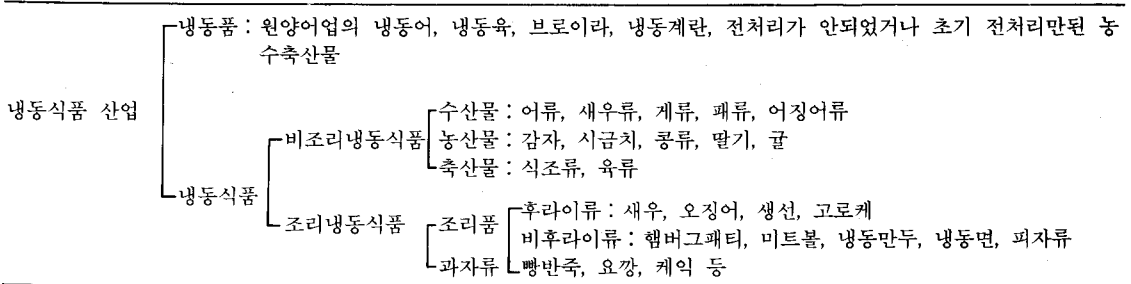 냉동품 : 원양어업의 냉동어, 냉동육, 브로이라, 냉동계란, 전처리가 안되었거나 초기 전처리만된 농
수축산물
냉동식품 산업
수산물 : 어류, 새우류, 게류, 패류, 어징어류
비조리냉동식품
농산물 : 감자, 시금치, 콩류, 딸기, 귤
축산물 : 식조류, 육류
냉동식품
후라이류 : 새우, 오징어, 생선, 고로케
조리냉동식품
조리품
비후라이류 : 햄버그패티, 미트볼, 냉동만두, 냉동면, 피자류
과자류
빵반죽, 요깡, 케익 등